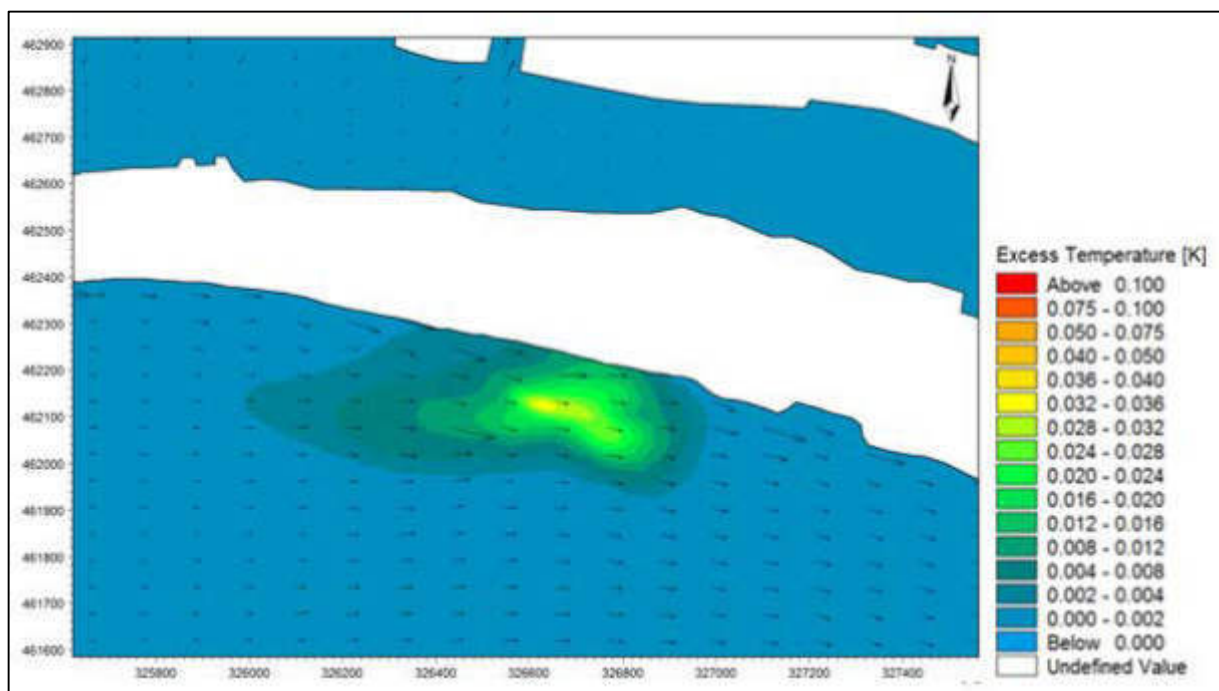 462900
462800
462700
462600
462500
462400
462300
462200
462100
462000
461900
461800
461700
461600
325800 326000 326200 326400 326600 326800 327000 327200 327400
N
Excess Temperature [K]
Above 0.100
0.075 - 0.100
0.050 - 0.075
0.040 - 0.050
0.036 - 0.040
0.032 - 0.036
0.028 - 0.032
0.024 - 0.028
0.020 - 0.024
0.016 - 0.020
0.012 - 0.016
0.008 - 0.012
0.004 - 0.008
0.002 - 0.004
0.000 - 0.002
Below 0.000
Undefined Value